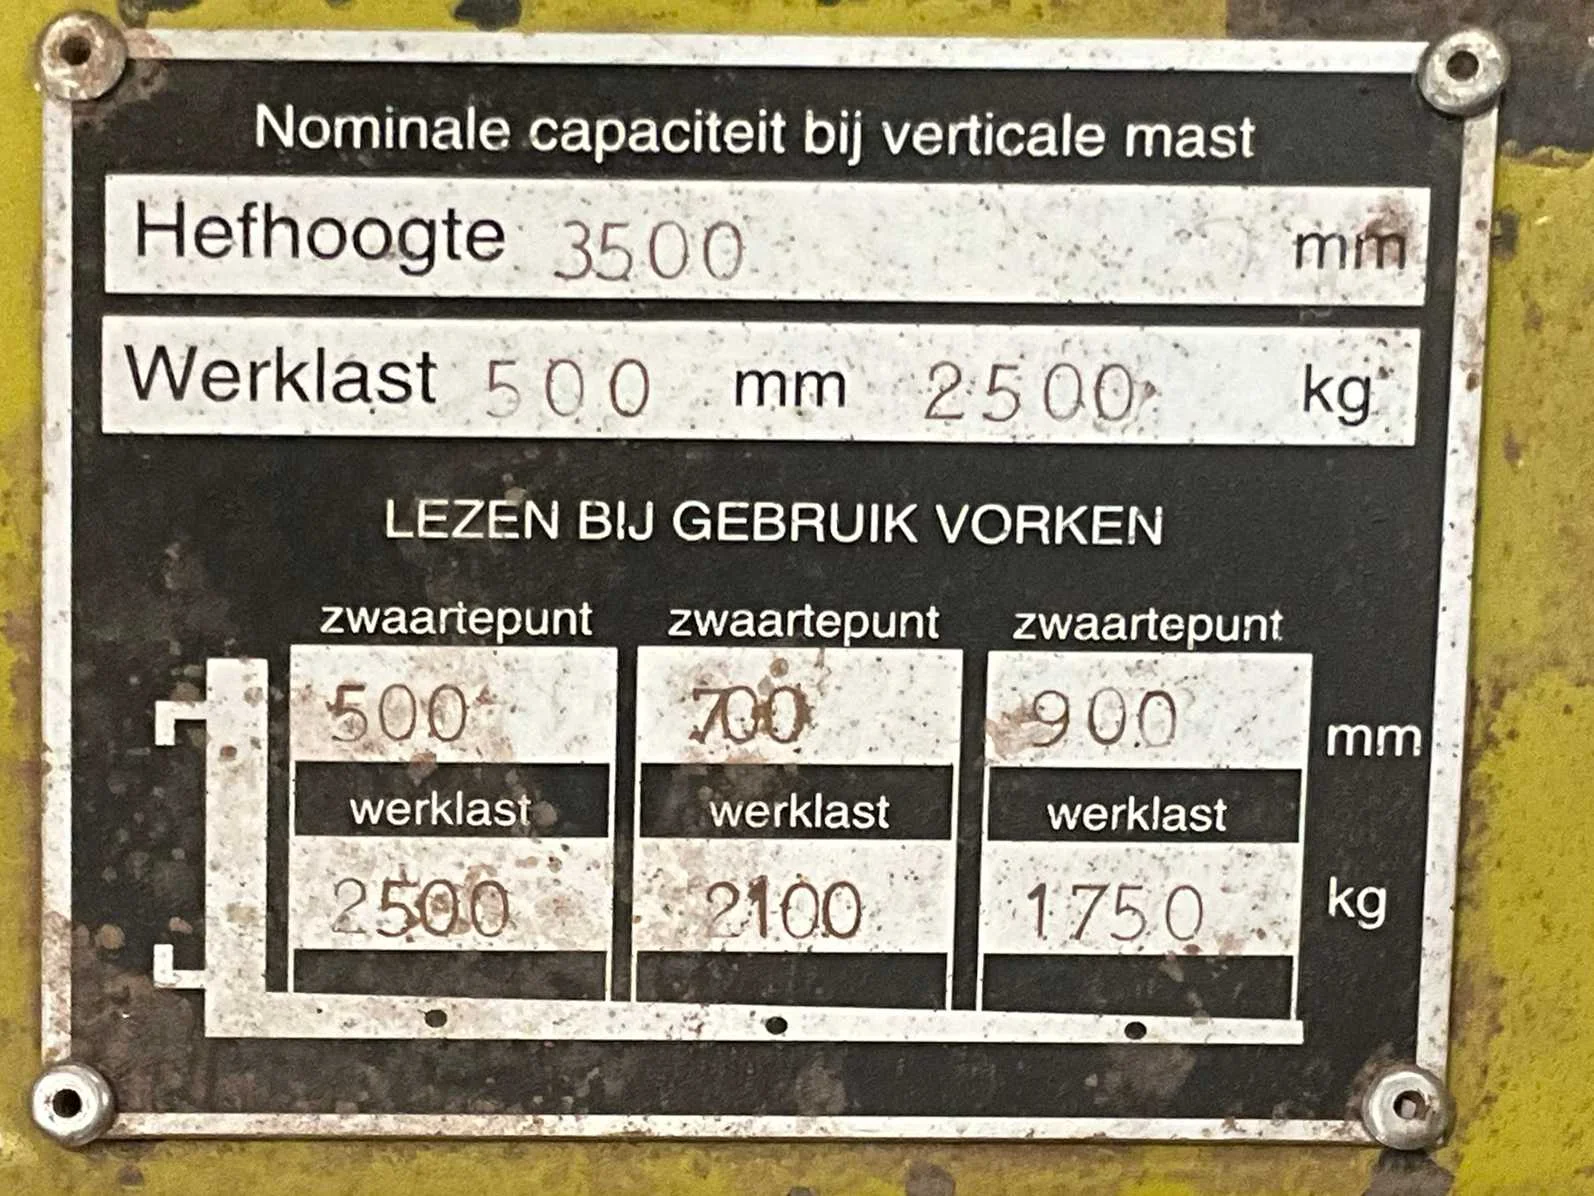 Nominale capaciteit bij verticale mast
Hefhoogte 3500 mm
Werklast 500 mm 2500 kg
LEZEN BIJ GEBRUIK VORKEN
zwaartepunt zwaartepunt zwaartepunt
500 700 900 mm
werklast werklast werklast
2500 2100 1750 kg